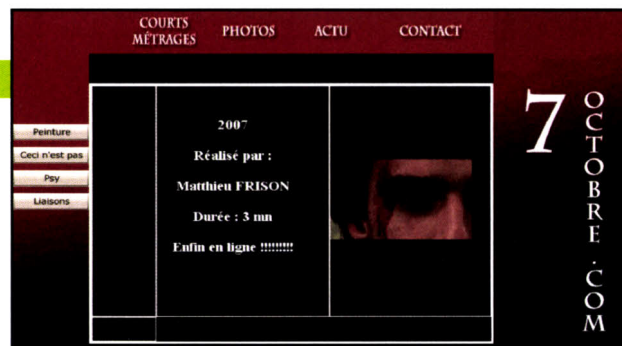 COURTS
MÉTRAGES
PHOTOS
ACTU
CONTACT
Peinture
Ceci n'est pas
Psy
Liaisons
2007
Réalisé par :
Matthieu FRISON
Durée : 3 mn
Enfin en ligne !!!!!!!!!
7
OCTOBRE.COM